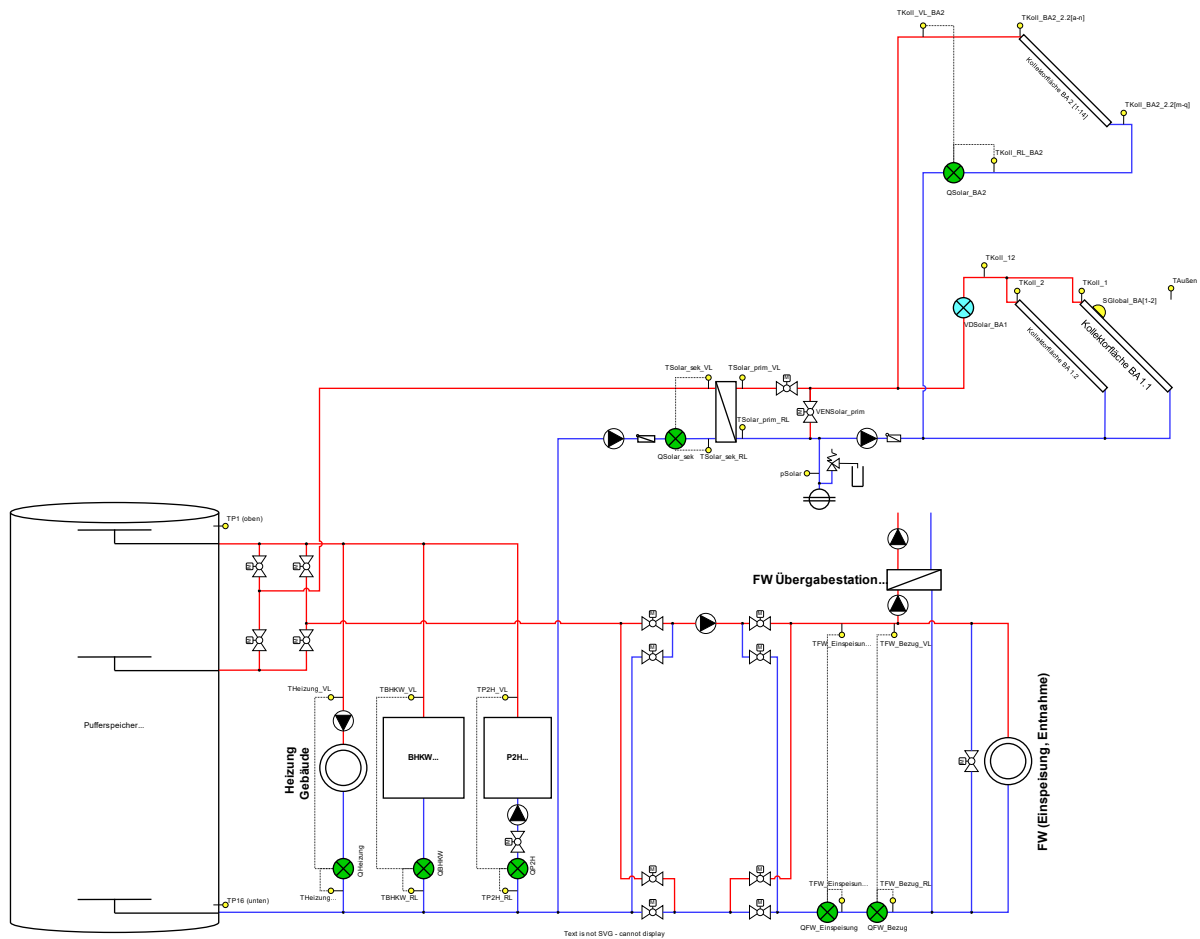 TKoll_VL_BA2
TKoll_BA2_2.2[a-n]
Kollektorfläche BA 2 [1-14]
TKoll_BA2_2.2[m-q]
TKoll_RL_BA2
QSolar_BA2
TKoll_12
TKoll_2
TKoll_1
TAußen
SGlobal_BA[1-2]
VDSolar_BA1
Kollektorfläche BA 1.2
Kollektorfläche BA 1.1
TSolar_sek_VL
TSolar_prim_VL
M
M
VENSolar_prim
TSolar_prim_RL
QSolar_sek
TSolar_sek_RL
pSolar
TP1 (oben)
M
M
FW Übergabestation...
M
M
M
M
TFW_Einspeisun...
TFW_Bezug_VL
M
M
THeizung_VL
TBHKW_VL
TP2H_VL
Pufferspeicher...
Heizung
Gebäude
BHKW...
P2H...
M
FW (Einspeisung, Entnahme)
M
QHeizung
QBHKW
QP2H
M
M
TFW_Einspeisun...
TFW_Bezug_RL
THeizung...
TBHKW_RL
TP2H_RL
TP16 (unten)
M
M
QFW_Einspeisung
QFW_Bezug
Text is not SVG - cannot display